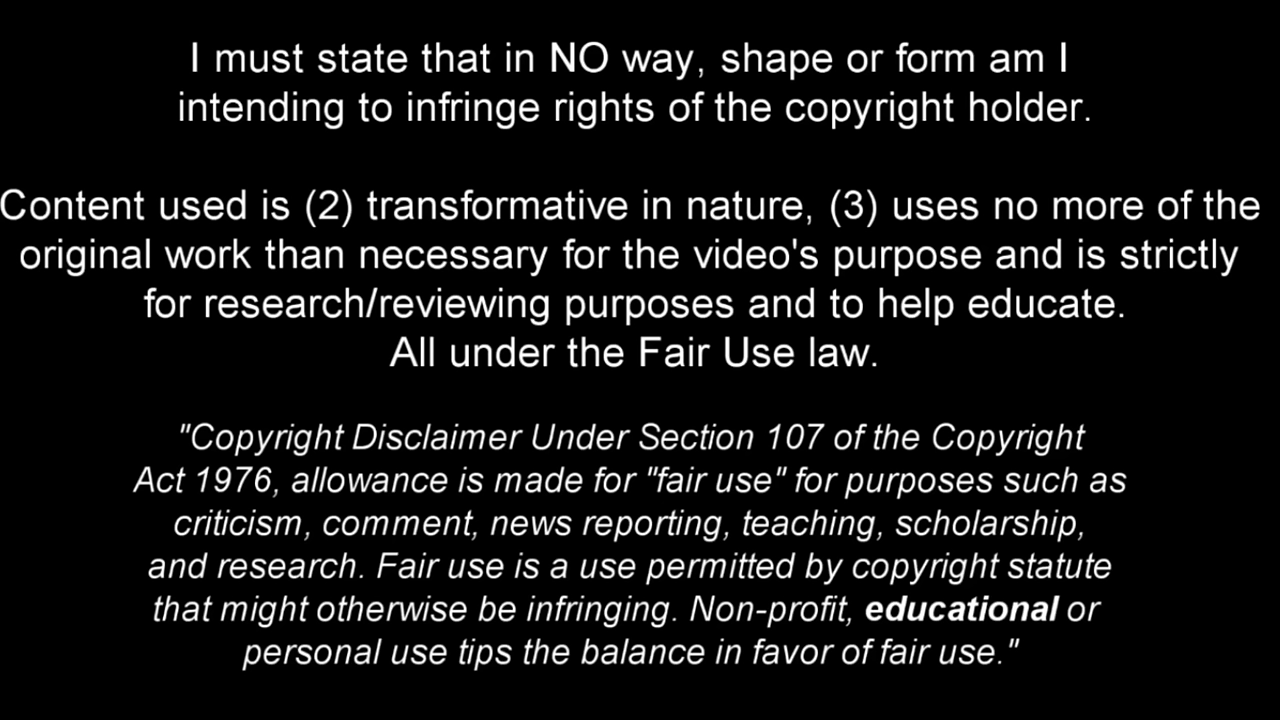 I must state that in NO way, shape or form am I
intending to infringe rights of the copyright holder.
Content used is (2) transformative in nature, (3) uses no more of the
original work than necessary for the video's purpose and is strictly
for research/reviewing purposes and to help educate.
All under the Fair Use law.
"Copyright Disclaimer Under Section 107 of the Copyright
Act 1976, allowance is made for "fair use" for purposes such as
criticism, comment, news reporting, teaching, scholarship,
and research. Fair use is a use permitted by copyright statute
that might otherwise be infringing. Non-profit, educational or
personal use tips the balance in favor of fair use."